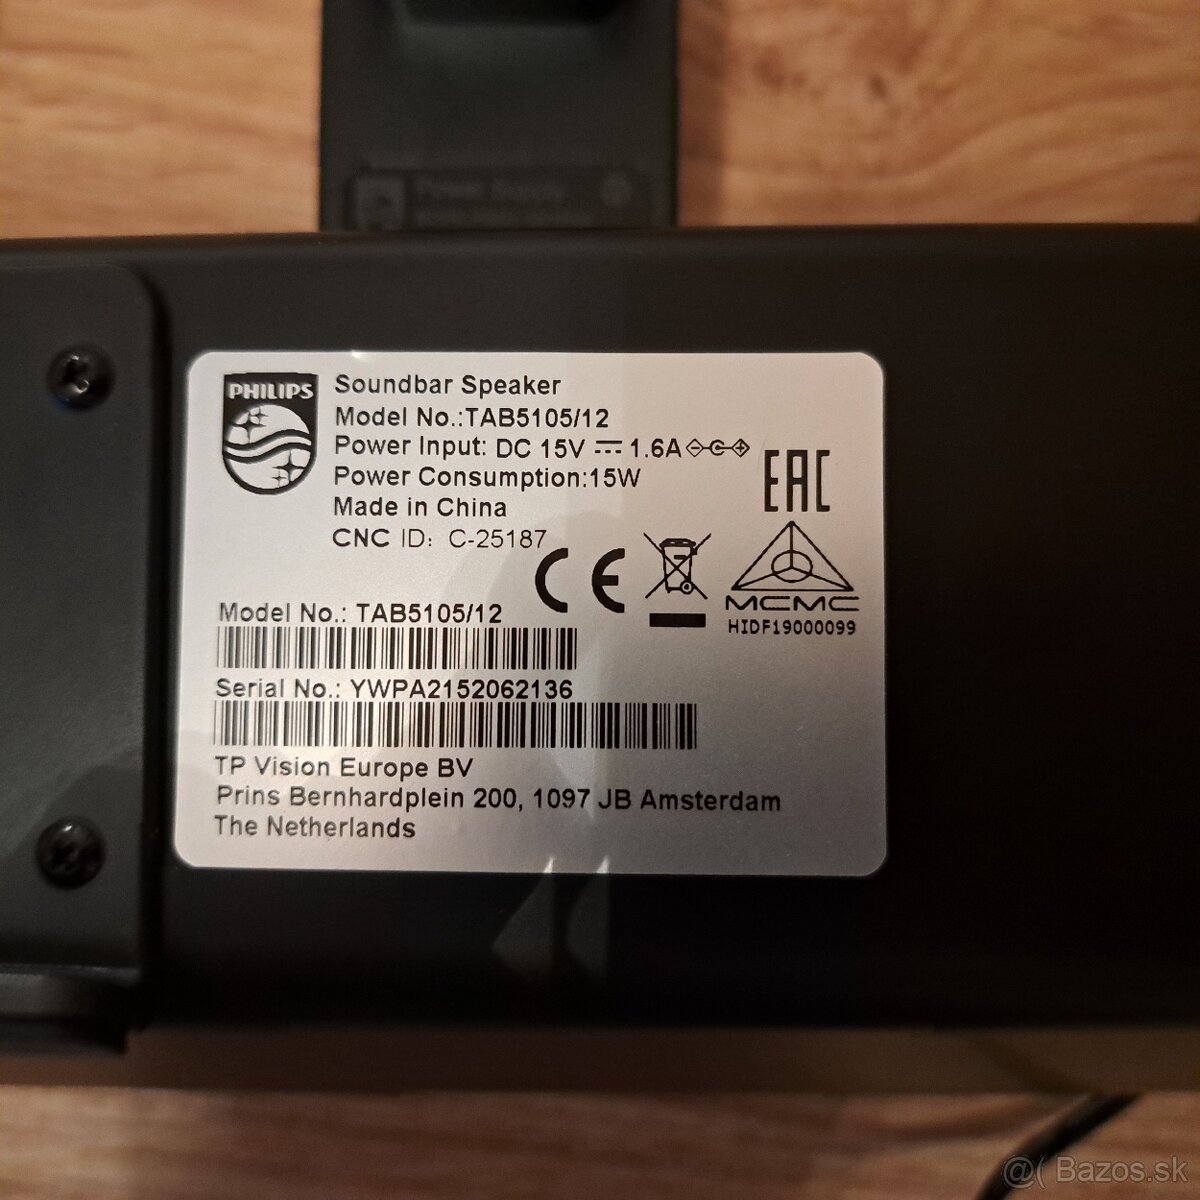 Power Supply
PHILIPS
Soundbar Speaker
Model No.:TAB5105/12
Power Input: DC 15V ⎓ 1.6A
Power Consumption:15W
Made in China
CNC ID: C-25187
EAC
CE
MCMC
HIDF19000099
Model No.: TAB5105/12
Serial No.: YWPA2152062136
TP Vision Europe BV
Prins Bernhardplein 200, 1097 JB Amsterdam
The Netherlands
@( Bazos.sk